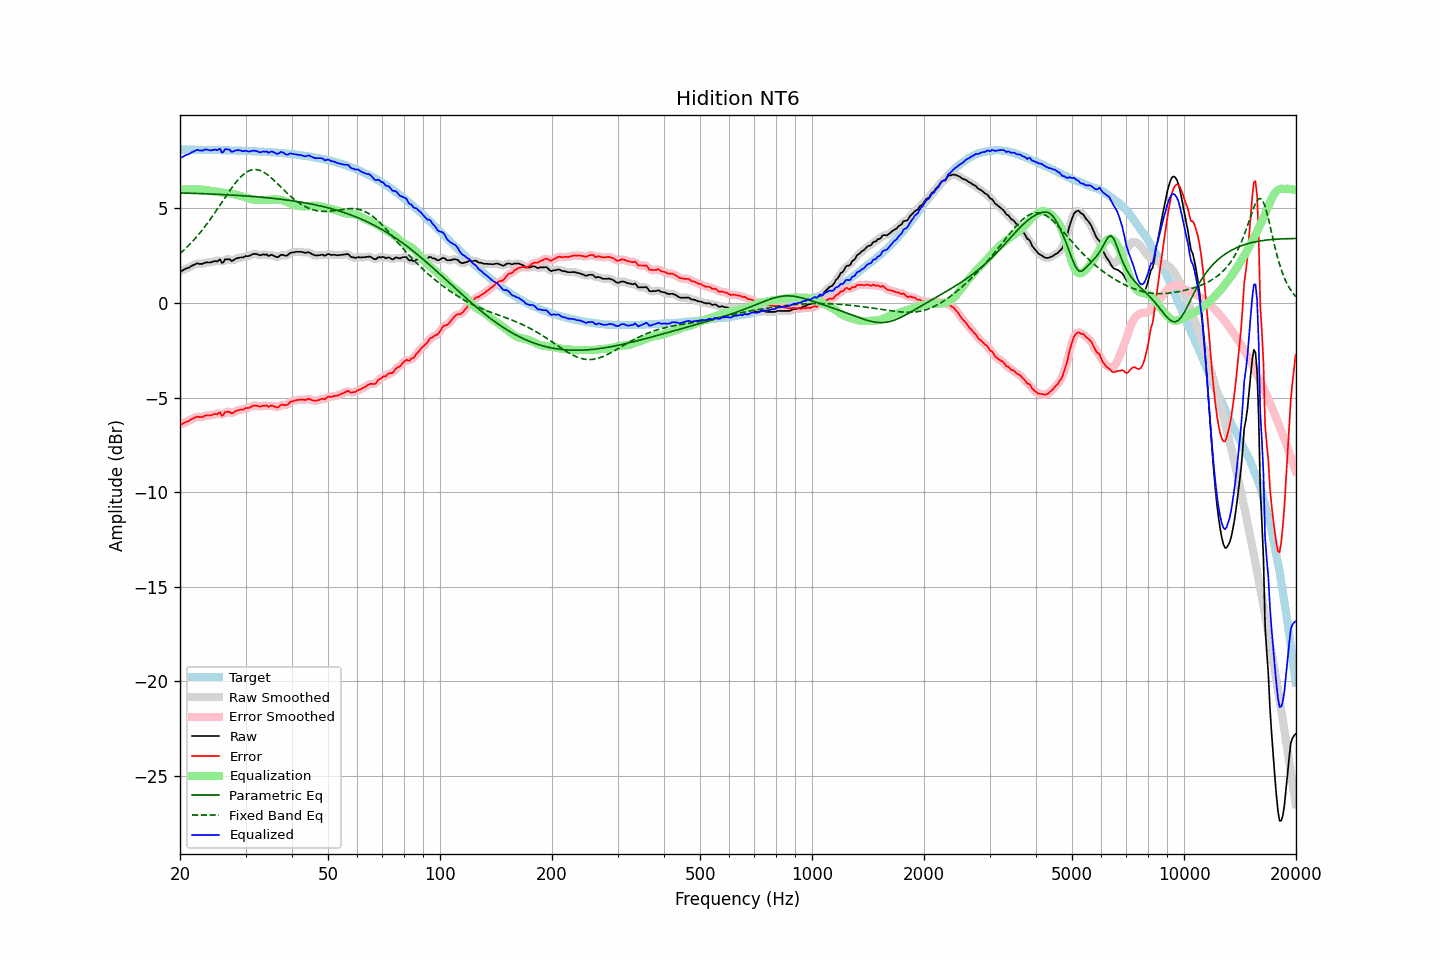 Hidition NT6
Amplitude (dBr)
5
0
−5
−10
−15
−20
−25
Target
Raw Smoothed
Error Smoothed
Raw
Error
Equalization
Parametric Eq
Fixed Band Eq
Equalized
20 50 100 200 500 1000 2000 5000 10000 20000
Frequency (Hz)